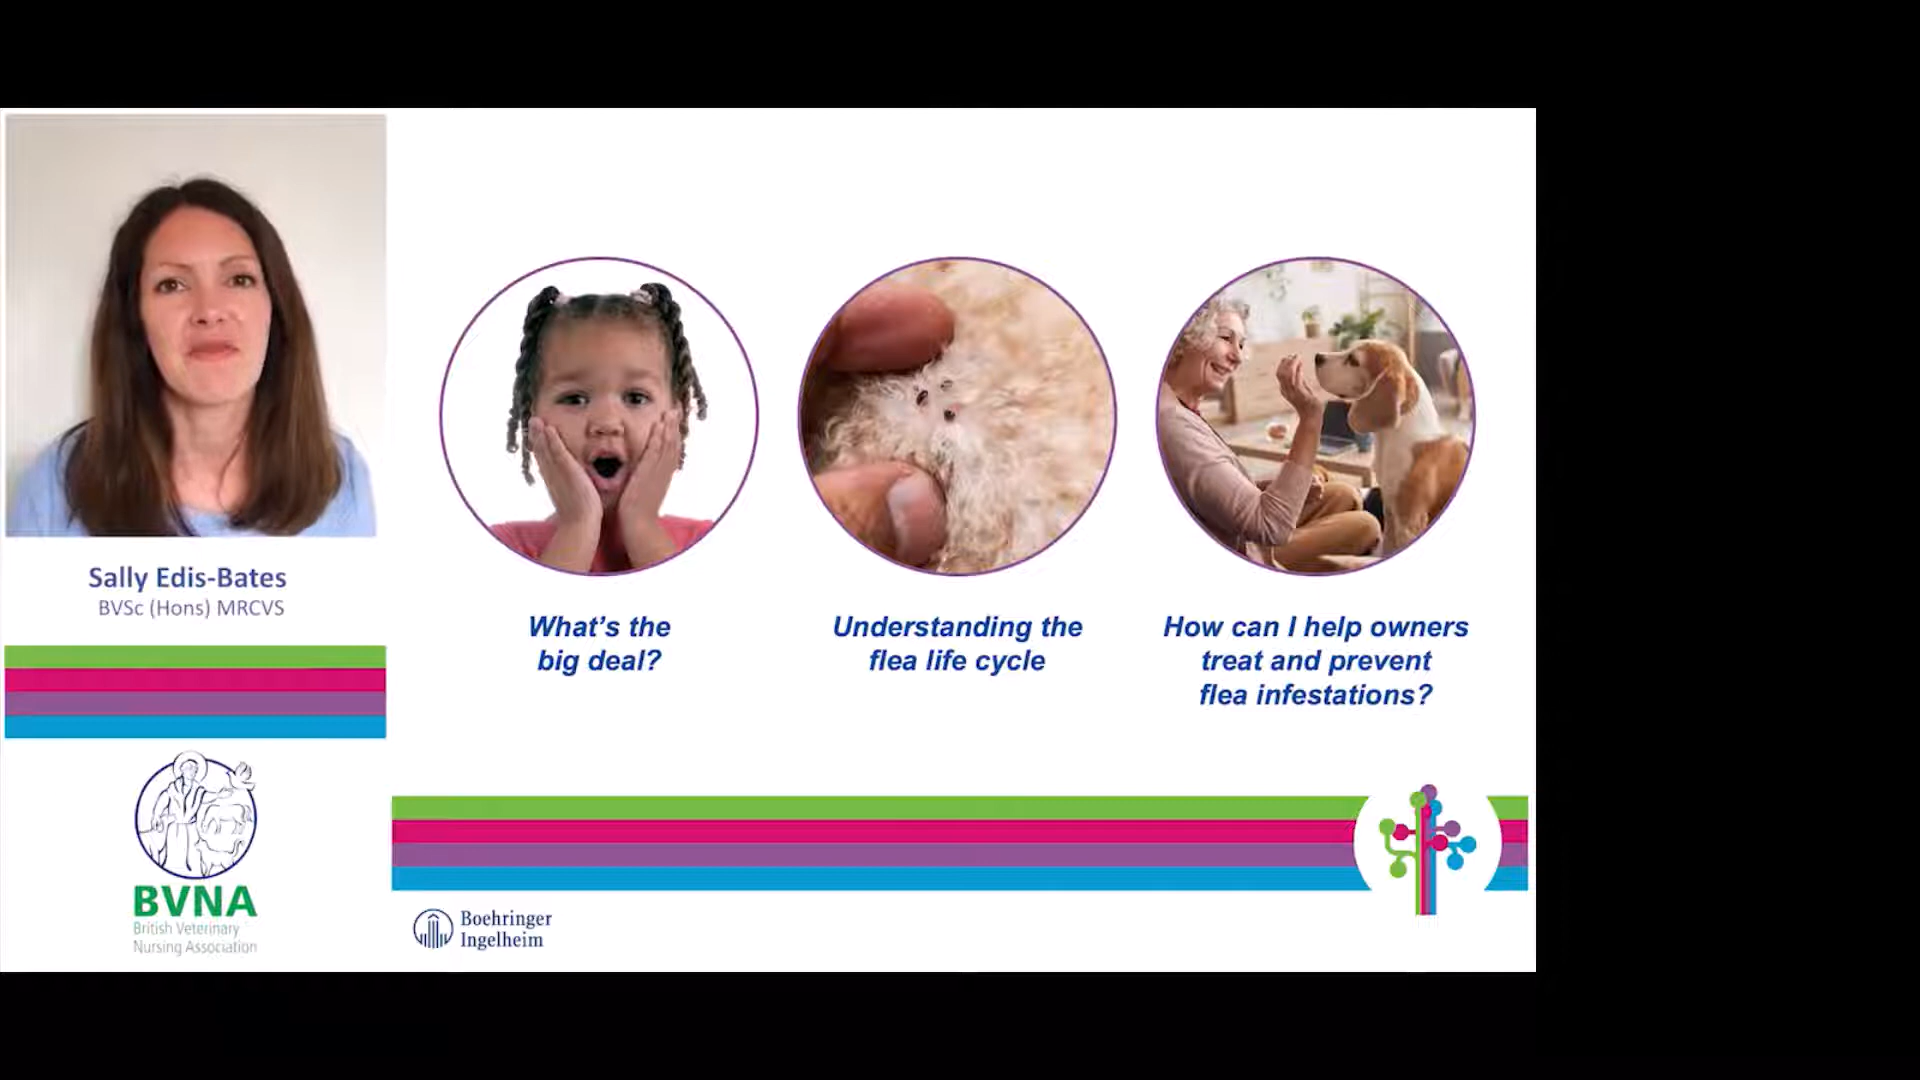 Sally Edis-Bates
BVSc (Hons) MRCVS
BVNA
British Veterinary
Nursing Association
What's the
big deal?
Understanding the
flea life cycle
How can I help owners
treat and prevent
flea infestations?
Boehringer
Ingelheim